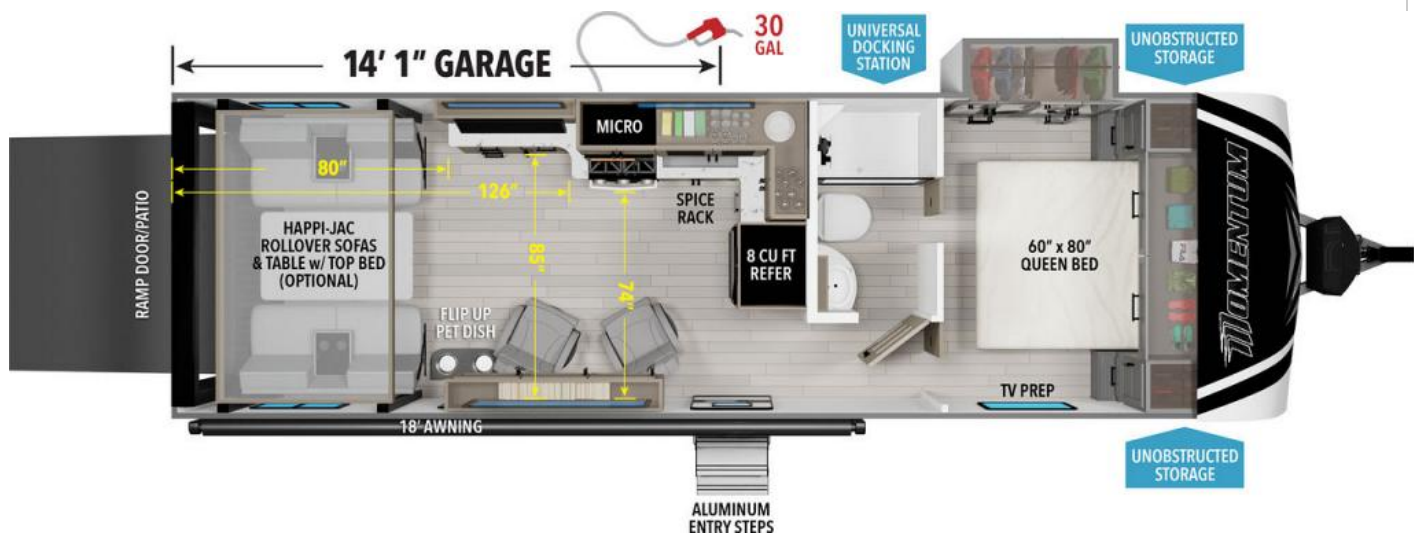 30
GAL
UNIVERSAL
DOCKING
STATION
UNOBSTRUCTED
STORAGE
14' 1" GARAGE
MICRO
80"
126"
SPICE
RACK
RAMP DOOR/PATIO
HAPPI-JAC
ROLLOVER SOFAS
& TABLE w/ TOP BED
(OPTIONAL)
85"
74"
8 CU FT
REFER
60" x 80"
QUEEN BED
MOMENTUM
FLIP UP
PET DISH
TV PREP
18' AWNING
UNOBSTRUCTED
STORAGE
ALUMINUM
ENTRY STEPS